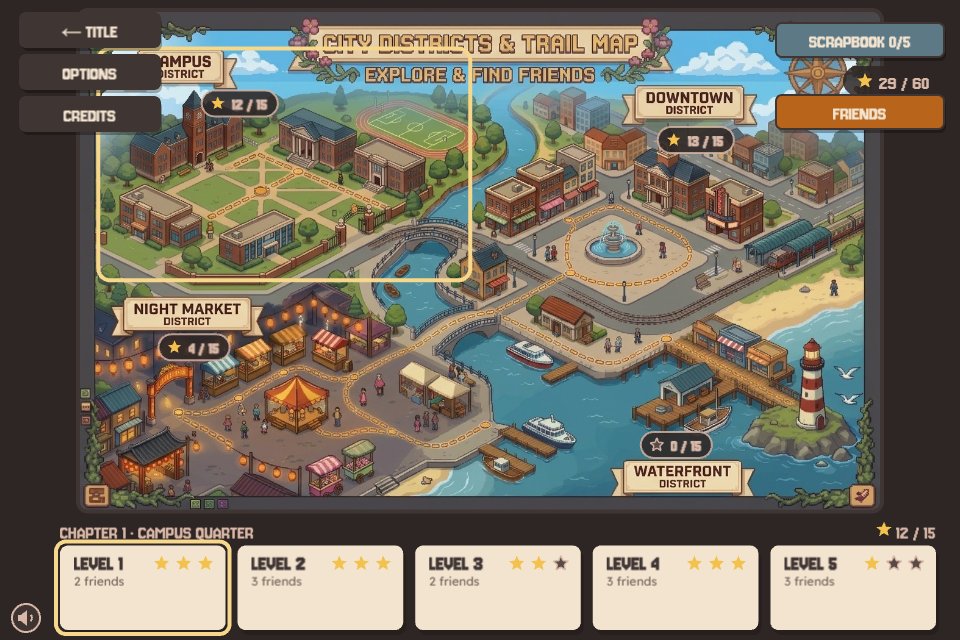 ← TITLE
OPTIONS
CREDITS
CITY DISTRICTS & TRAIL MAP
EXPLORE & FIND FRIENDS
SCRAPBOOK 0/5
29 / 60
FRIENDS
AMPUS
DISTRICT
12 / 15
DOWNTOWN
DISTRICT
13 / 15
NIGHT MARKET
DISTRICT
4 / 15
0 / 15
WATERFRONT
DISTRICT
CHAPTER 1 · CAMPUS QUARTER
12 / 15
LEVEL 1
2 friends
LEVEL 2
3 friends
LEVEL 3
2 friends
LEVEL 4
3 friends
LEVEL 5
3 friends